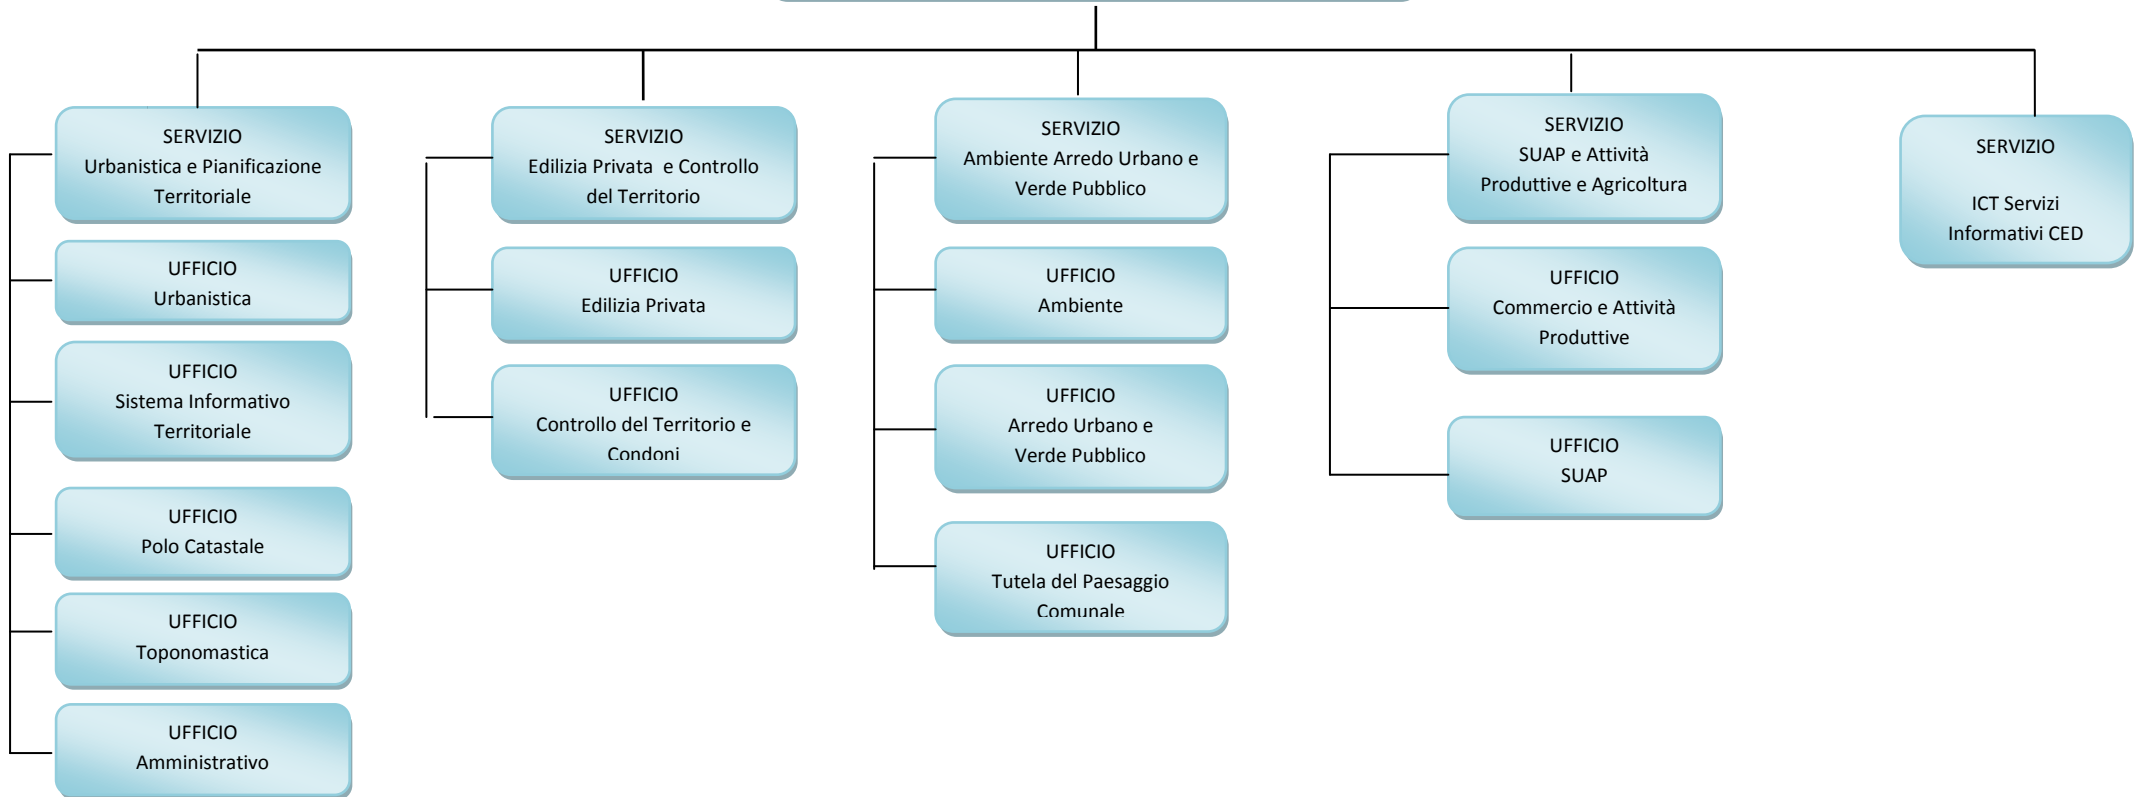 SERVIZIO
Urbanistica e Pianificazione
Territoriale
UFFICIO
Urbanistica
UFFICIO
Sistema Informativo
Territoriale
UFFICIO
Polo Catastale
UFFICIO
Toponomastica
UFFICIO
Amministrativo
SERVIZIO
Edilizia Privata e Controllo
del Territorio
UFFICIO
Edilizia Privata
UFFICIO
Controllo del Territorio e
Condoni
SERVIZIO
Ambiente Arredo Urbano e
Verde Pubblico
UFFICIO
Ambiente
UFFICIO
Arredo Urbano e
Verde Pubblico
UFFICIO
Tutela del Paesaggio
Comunale
SERVIZIO
SUAP e Attività
Produttive e Agricoltura
UFFICIO
Commercio e Attività
Produttive
UFFICIO
SUAP
SERVIZIO
ICT Servizi
Informativi CED